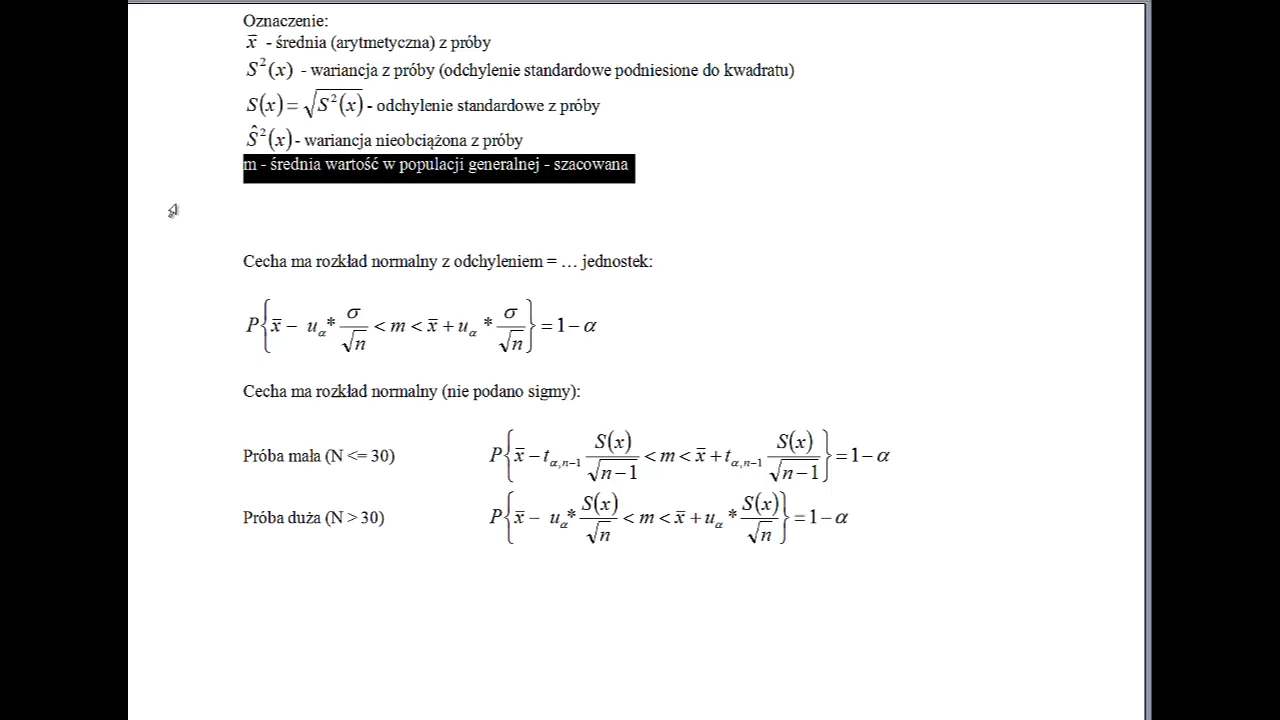 Oznaczenie:
x̄ - średnia (arytmetyczna) z próby
S²(x) - wariancja z próby (odchylenie standardowe podniesione do kwadratu)
S(x) = √S²(x) - odchylenie standardowe z próby
Ŝ²(x) - wariancja nieobciążona z próby
m - średnia wartość w populacji generalnej - szacowana
Cecha ma rozkład normalny z odchyleniem = … jednostek:
P{x̄ − u_α * σ/√n < m < x̄ + u_α * σ/√n} = 1 − α
Cecha ma rozkład normalny (nie podano sigmy):
Próba mała (N <= 30) P{x̄ − t_α,n−1 S(x)/√(n−1) < m < x̄ + t_α,n−1 S(x)/√(n−1)} = 1 − α
Próba duża (N > 30) P{x̄ − u_α * S(x)/√n < m < x̄ + u_α * S(x)/√n} = 1 − α